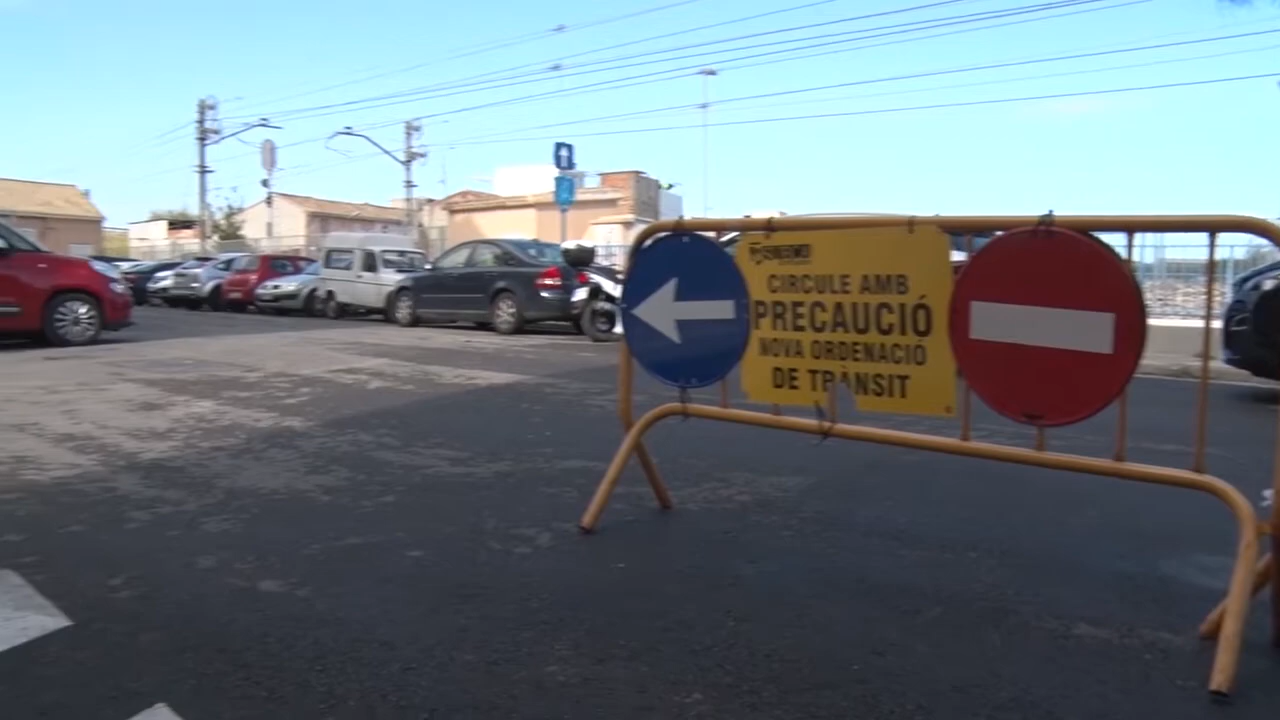 CIRCULE AMB
PRECAUCIÓ
NOVA ORDENACIÓ
DE TRÀNSIT